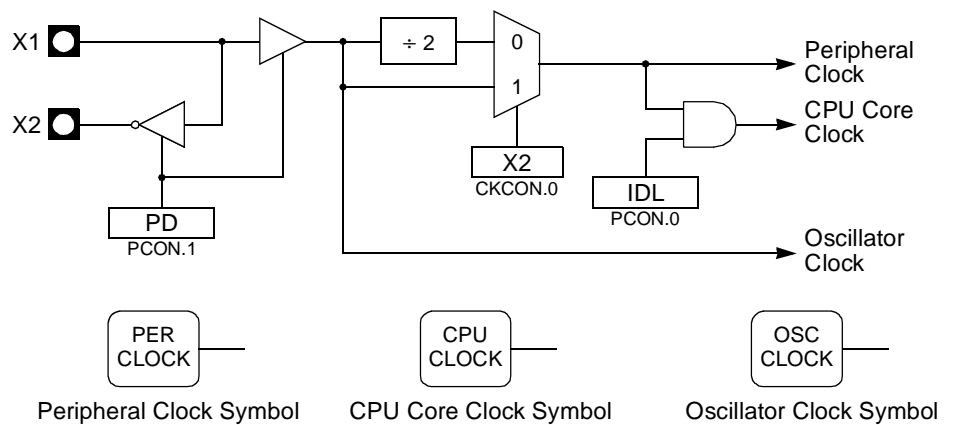 X1
÷ 2
0
1
Peripheral
Clock
X2
CPU Core
Clock
X2
CKCON.0
IDL
PCON.0
PD
PCON.1
Oscillator
Clock
PER
CLOCK
CPU
CLOCK
OSC
CLOCK
Peripheral Clock Symbol
CPU Core Clock Symbol
Oscillator Clock Symbol